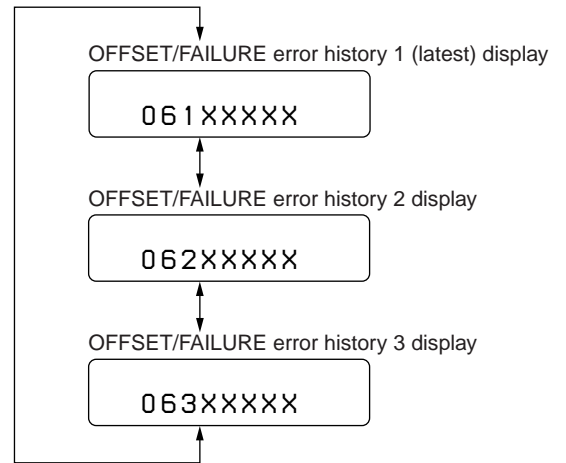 OFFSET/FAILURE error history 1 (latest) display
061XXXXX
OFFSET/FAILURE error history 2 display
062XXXXX
OFFSET/FAILURE error history 3 display
063XXXXX